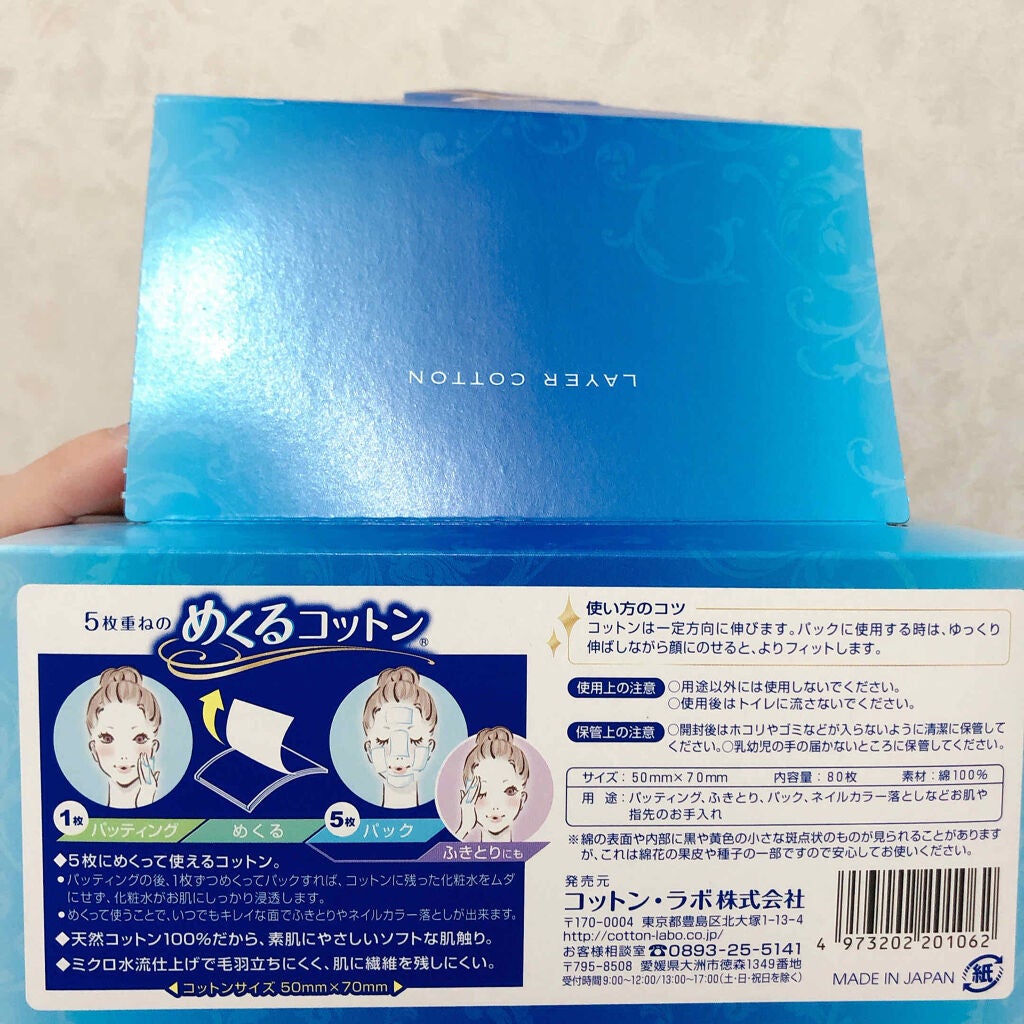 LAYER COTTON
5枚重ねの めくるコットン®
1枚 パッティング
めくる
5枚 パック
ふきとりにも
◆5枚にめくって使えるコットン。
●パッティングの後、1枚ずつめくってパックすれば、コットンに残った化粧水をムダ
にせず、化粧水がお肌にしっかり浸透します。
●めくって使うことで、いつでもキレイな面でふきとりやネイルカラー落としが出来ます。
◆天然コットン100%だから、素肌にやさしいソフトな肌触り。
◆ミクロ水流仕上げで毛羽立ちにくく、肌に繊維を残しにくい。
コットンサイズ 50mm×70mm
使い方のコツ
コットンは一定方向に伸びます。パックに使用する時は、ゆっくり
伸ばしながら顔にのせると、よりフィットします。
使用上の注意 ○用途以外には使用しないでください。
○使用後はトイレに流さないでください。
保管上の注意 ○開封後はホコリやゴミなどが入らないように清潔に保管して
ください。○乳幼児の手の届かないところに保管してください。
サイズ:50mm×70mm 内容量:80枚 素材:綿100%
用 途:パッティング、ふきとり、パック、ネイルカラー落としなどお肌や
指先のお手入れ
※綿の表面や内部に黒や黄色の小さな斑点状のものが見られることがあります
が、これは綿花の果皮や種子の一部ですので安心してお使いください。
発売元
コットン・ラボ株式会社
〒170-0004 東京都豊島区北大塚1-13-4
http://cotton-labo.co.jp/
お客様相談室 ☎0893-25-5141
〒795-8508 愛媛県大洲市徳森1349番地
受付時間9:00~12:00/13:00~17:00(土・日・祝日を除く)
4 973202 201062
MADE IN JAPAN 紙